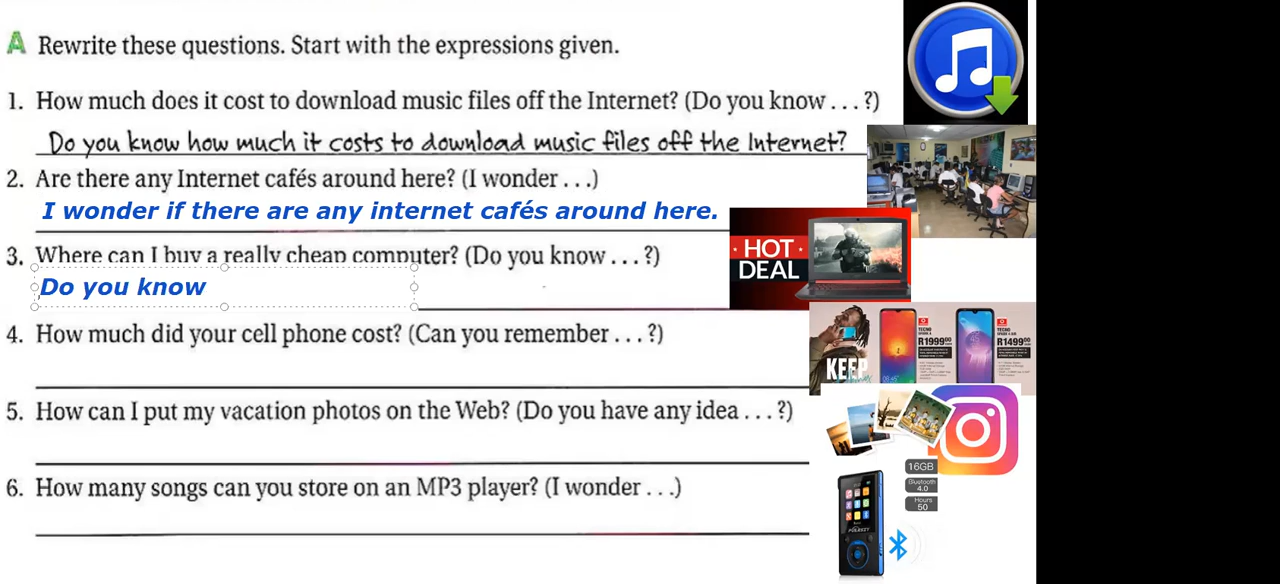 A Rewrite these questions. Start with the expressions given.
1. How much does it cost to download music files off the Internet? (Do you know . . . ?)
Do you know how much it costs to download music files off the Internet?
2. Are there any Internet cafés around here? (I wonder . . .)
I wonder if there are any internet cafés around here.
3. Where can I buy a really cheap computer? (Do you know . . . ?)
· HOT ·
DEAL
Do you know
4. How much did your cell phone cost? (Can you remember . . . ?)
KEEP
TECNO
R199900
TECNO
R149900
5. How can I put my vacation photos on the Web? (Do you have any idea . . . ?)
6. How many songs can you store on an MP3 player? (I wonder . . .)
16GB
Bluetooth
4.0
Hours
50